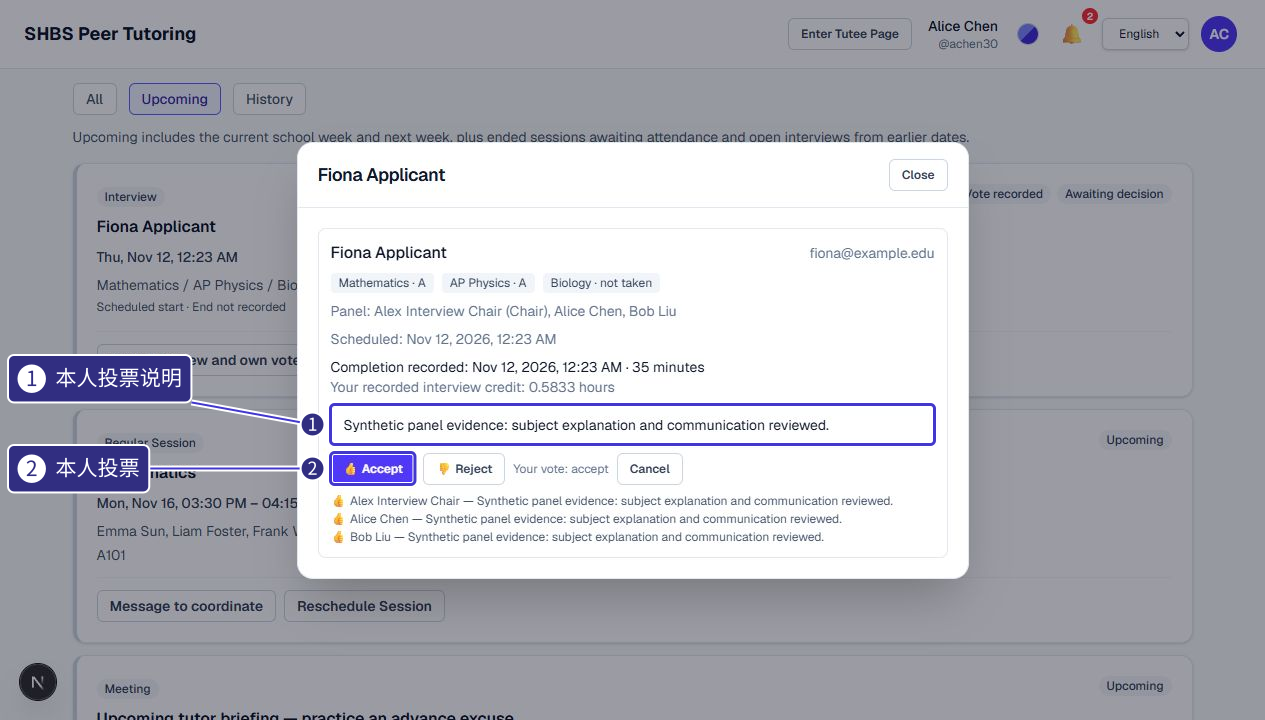 SHBS Peer Tutoring
Enter Tutee Page
Alice Chen
@achen30
2
English
AC
All
Upcoming
History
Upcoming includes the current school week and next week, plus ended sessions awaiting attendance and open interviews from earlier dates.
Interview
Vote recorded
Awaiting decision
Fiona Applicant
Thu, Nov 12, 12:23 AM
Mathematics / AP Physics / Bio
Scheduled start · End not recorded
ew and own vote
Fiona Applicant
Close
Fiona Applicant
fiona@example.edu
Mathematics · A
AP Physics · A
Biology · not taken
Panel: Alex Interview Chair (Chair), Alice Chen, Bob Liu
Scheduled: Nov 12, 2026, 12:23 AM
Completion recorded: Nov 12, 2026, 12:23 AM · 35 minutes
Your recorded interview credit: 0.5833 hours
1 本人投票说明
1
Synthetic panel evidence: subject explanation and communication reviewed.
2 本人投票
2
👍 Accept
👎 Reject
Your vote: accept
Cancel
👍 Alex Interview Chair — Synthetic panel evidence: subject explanation and communication reviewed.
👍 Alice Chen — Synthetic panel evidence: subject explanation and communication reviewed.
👍 Bob Liu — Synthetic panel evidence: subject explanation and communication reviewed.
Regular Session
Upcoming
matics
Mon, Nov 16, 03:30 PM – 04:15
Emma Sun, Liam Foster, Frank W
A101
Message to coordinate
Reschedule Session
Meeting
Upcoming
Upcoming tutor briefing — practice an advance excuse
N